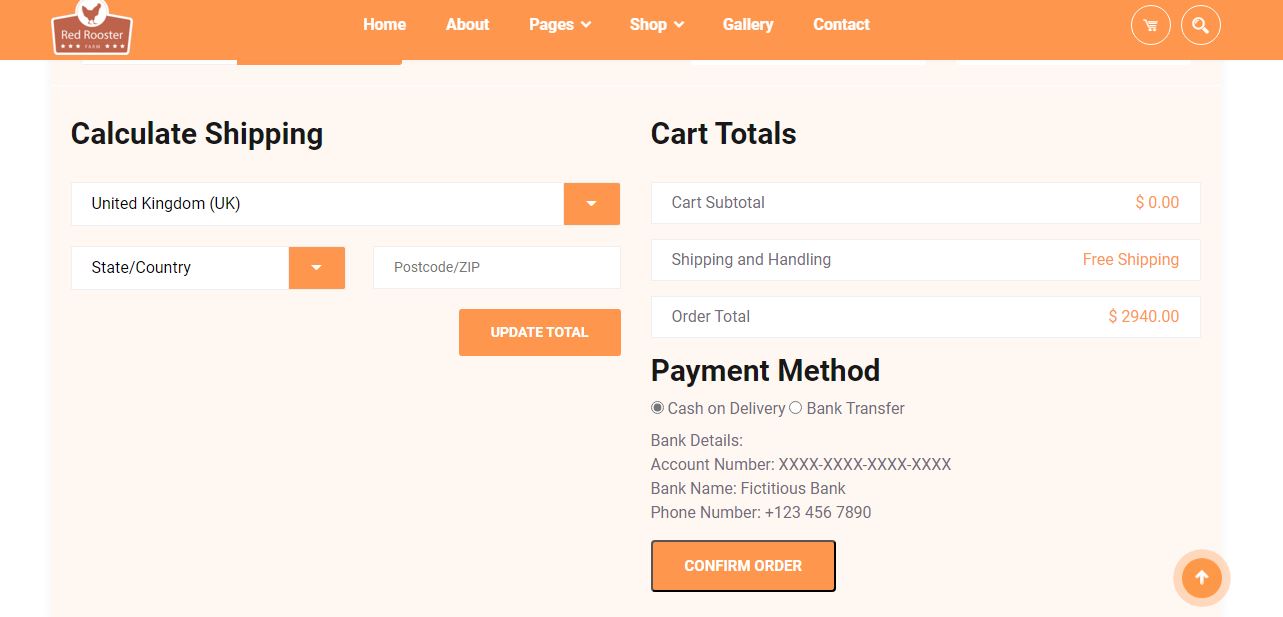 Red Rooster
FARM
Home About Pages Shop Gallery Contact
Calculate Shipping
United Kingdom (UK)
State/Country Postcode/ZIP
UPDATE TOTAL
Cart Totals
Cart Subtotal $ 0.00
Shipping and Handling Free Shipping
Order Total $ 2940.00
Payment Method
Cash on Delivery Bank Transfer
Bank Details:
Account Number: XXXX-XXXX-XXXX-XXXX
Bank Name: Fictitious Bank
Phone Number: +123 456 7890
CONFIRM ORDER